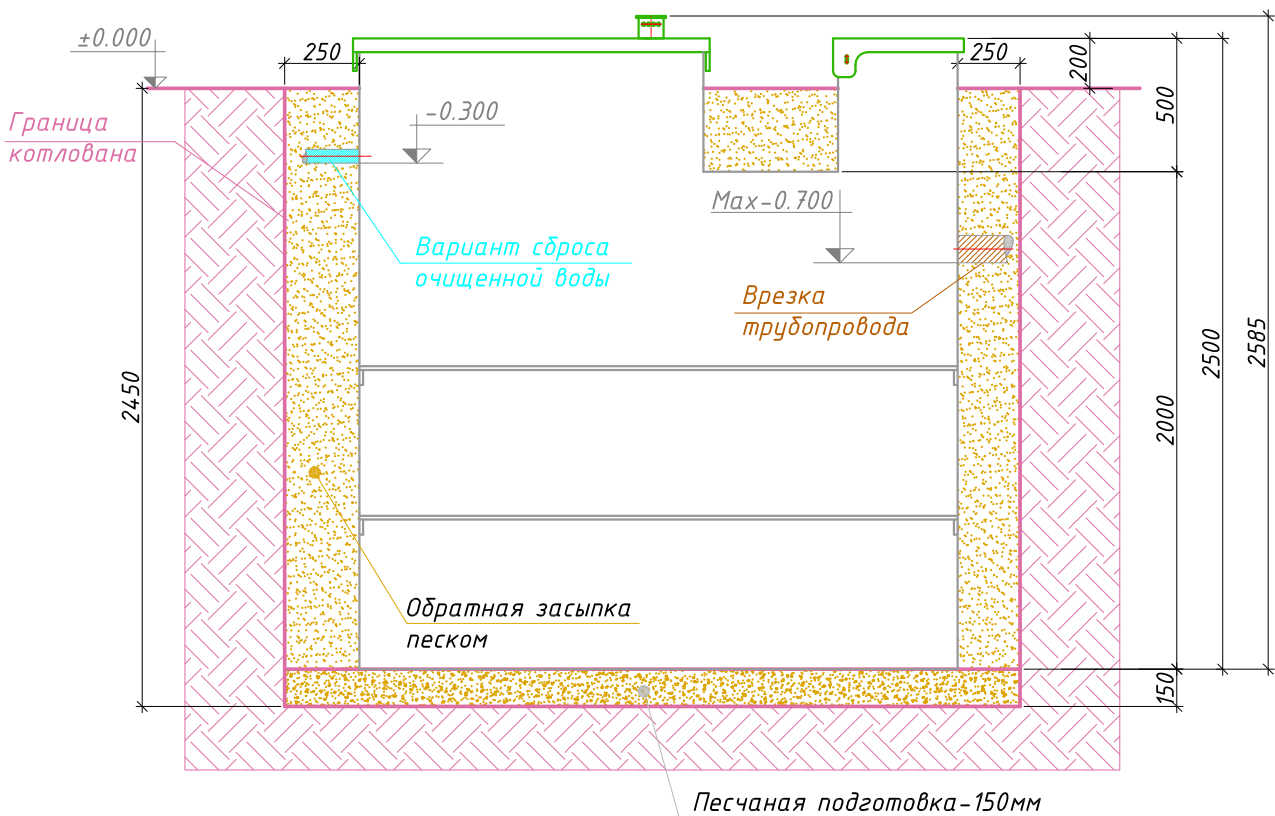 ±0.000
250
250
200
500
Граница
котлована
-0.300
Max-0.700
Вариант сброса
очищенной воды
Врезка
трубопровода
2450
2000
2500
2585
Обратная засыпка
песком
150
Песчаная подготовка-150мм